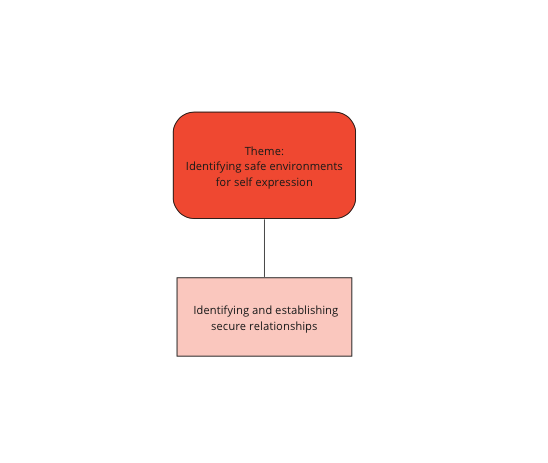 Theme:
Identifying safe environments
for self expression
Identifying and establishing
secure relationships